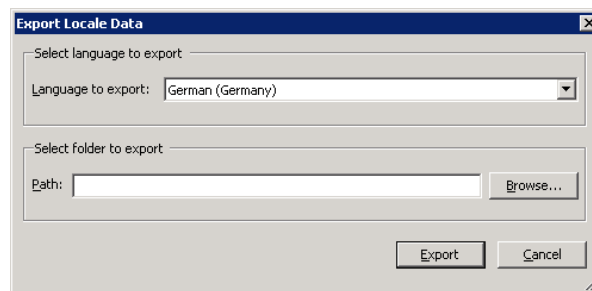 Export Locale Data
Select language to export
Language to export: German (Germany)
Select folder to export
Path: Browse...
Export Cancel